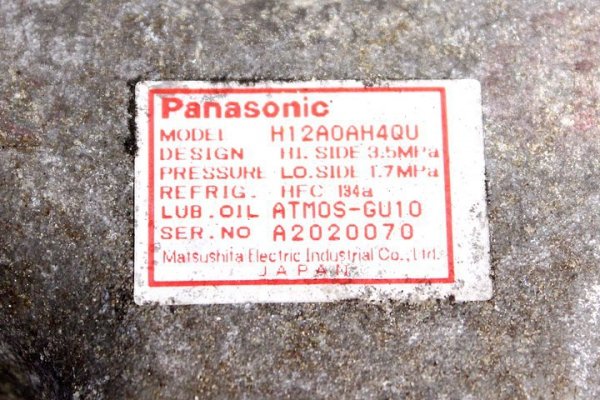 Panasonic
MODEL H12A0AH4QU
DESIGN HI. SIDE 3.5MPa
PRESSURE LO. SIDE 1.7MPa
REFRIG. HFC 134a
LUB. OIL ATMOS-GU10
SER. NO A2020070
Matsushita Electric Industrial Co., Ltd.
JAPAN